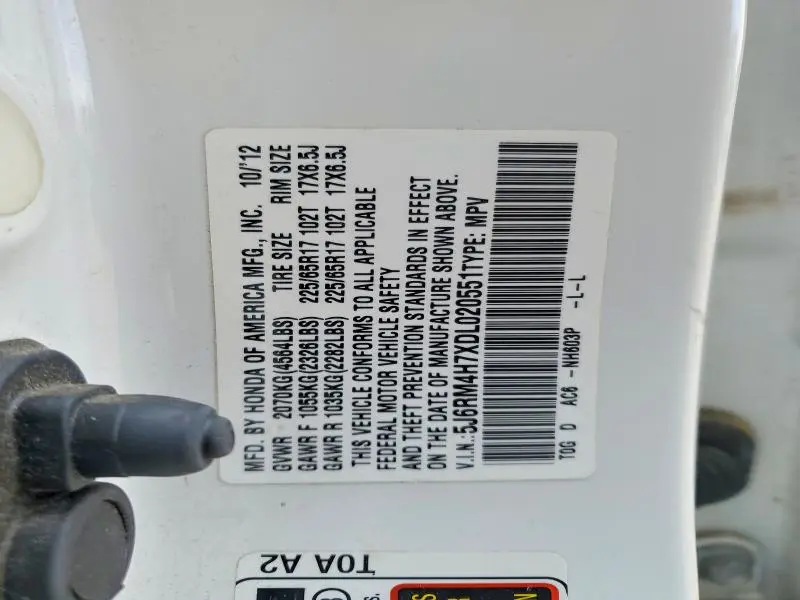 MFD. BY HONDA OF AMERICA MFG., INC. 10/'12
GVWR 2070KG(4564LBS) TIRE SIZE RIM SIZE
GAWR F 1055KG(2326LBS) 225/65R17 102T 17X6.5J
GAWR R 1035KG(2282LBS) 225/65R17 102T 17X6.5J
THIS VEHICLE CONFORMS TO ALL APPLICABLE
FEDERAL MOTOR VEHICLE SAFETY
AND THEFT PREVENTION STANDARDS IN EFFECT
ON THE DATE OF MANUFACTURE SHOWN ABOVE.
V.I.N.:5J6RM4H7XDL020551TYPE: MPV
T0G D AC6 -NH603P -L-L
T0A A2